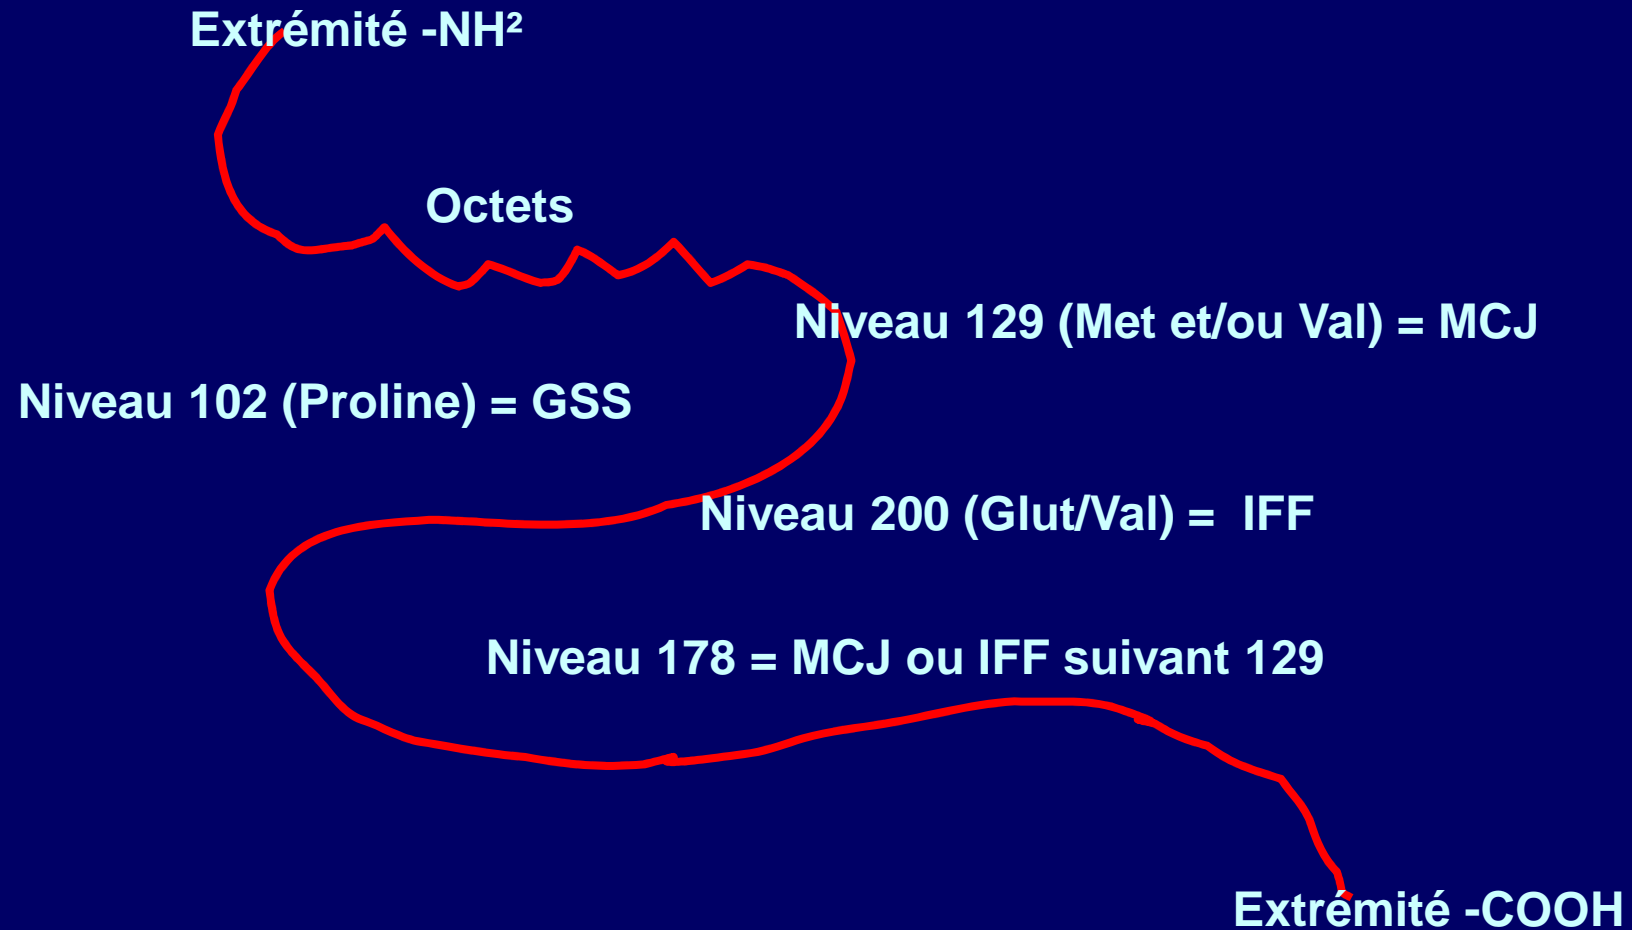 Extrémité -NH²
Octets
Niveau 129 (Met et/ou Val) = MCJ
Niveau 102 (Proline) = GSS
Niveau 200 (Glut/Val) =  IFF
Niveau 178 = MCJ ou IFF suivant 129
Extrémité -COOH